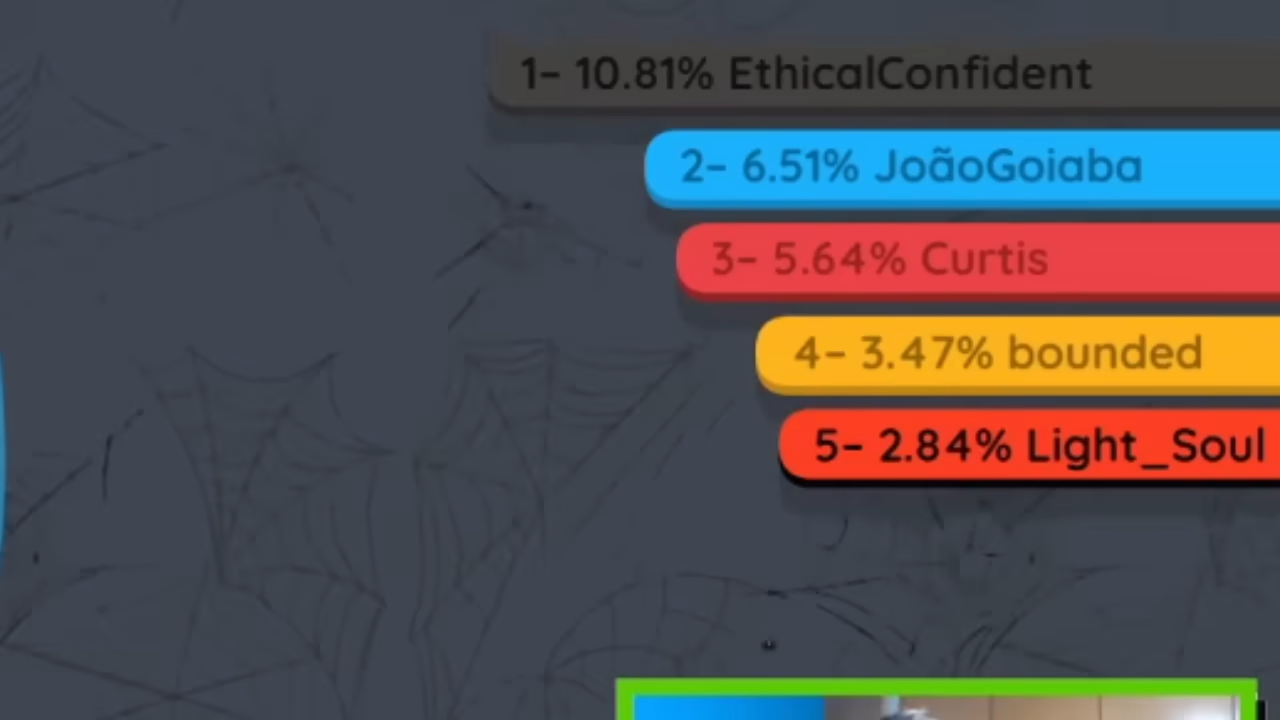 1- 10.81% EthicalConfident
2- 6.51% JoãoGoiaba
3- 5.64% Curtis
4- 3.47% bounded
5- 2.84% Light_Soul